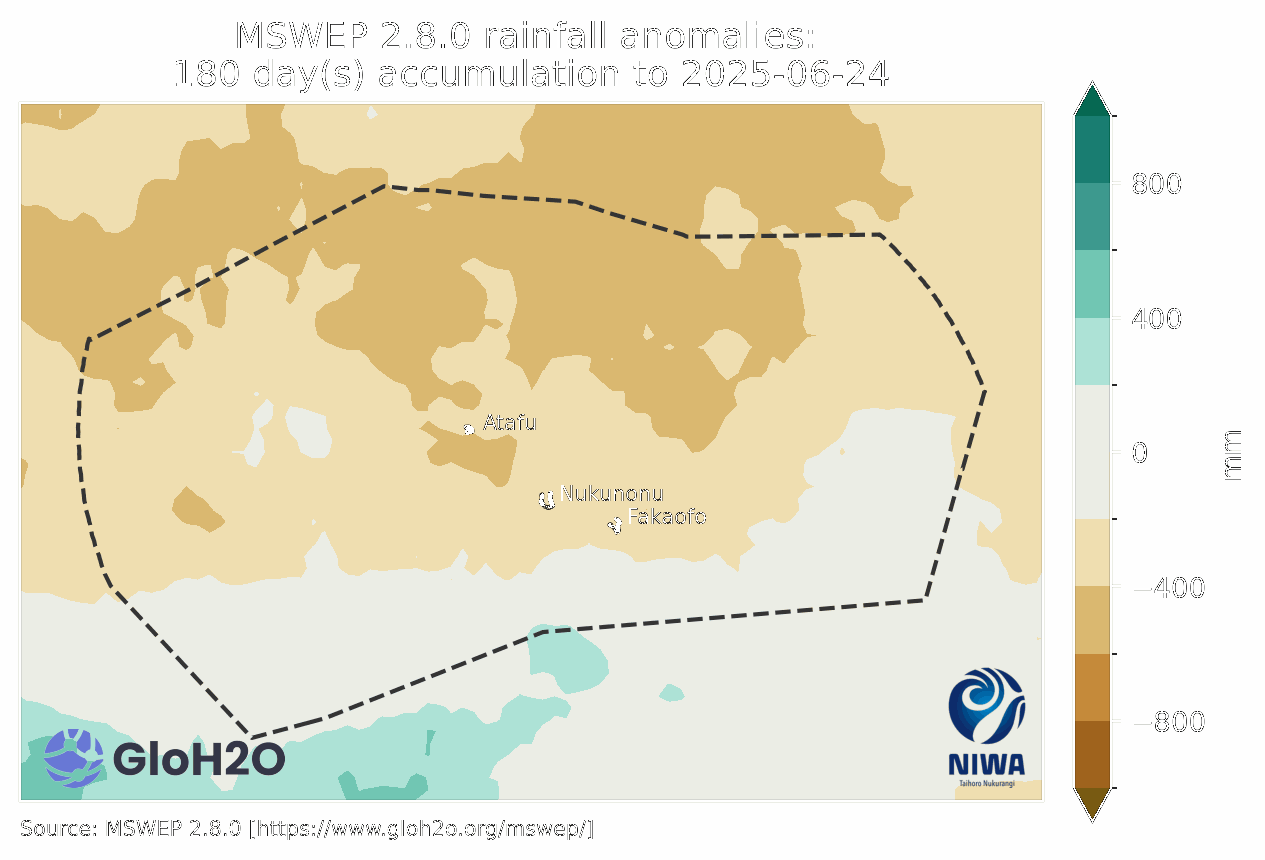 MSWEP 2.8.0 rainfall anomalies:
180 day(s) accumulation to 2025-06-24
800
400
0
−400
−800
mm
Atafu
Nukunonu
Fakaofo
GloH2O
NIWA
Taihoro Nukurangi
Source: MSWEP 2.8.0 [https://www.gloh2o.org/mswep/]